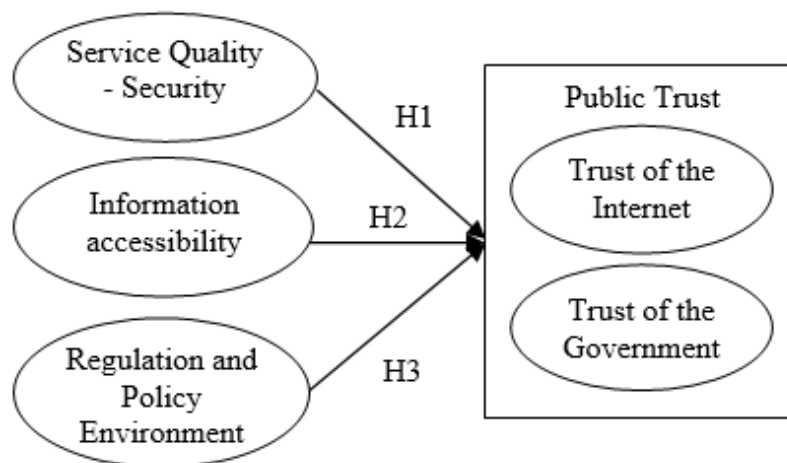 Service Quality
- Security
H1
Public Trust
Trust of the
Internet
Information
accessibility
H2
Trust of the
Government
Regulation and
Policy
Environment
H3